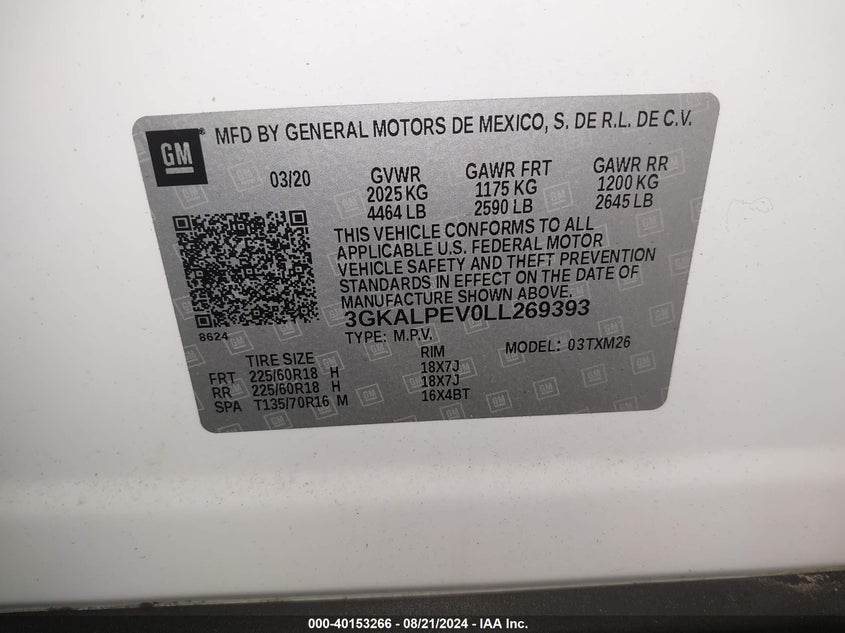 GM
MFD BY GENERAL MOTORS DE MEXICO, S. DE R.L. DE C.V.
03/20 GVWR GAWR FRT GAWR RR
2025 KG 1175 KG 1200 KG
4464 LB 2590 LB 2645 LB
THIS VEHICLE CONFORMS TO ALL
APPLICABLE U.S. FEDERAL MOTOR
VEHICLE SAFETY AND THEFT PREVENTION
STANDARDS IN EFFECT ON THE DATE OF
MANUFACTURE SHOWN ABOVE.
8624
3GKALPEV0LL269393
TYPE: M.P.V. MODEL: 03TXM26
TIRE SIZE RIM
FRT 225/60R18 H 18X7J
RR 225/60R18 H 18X7J
SPA T135/70R16 M 16X4BT
000-40153266 - 08/21/2024 - IAA Inc.